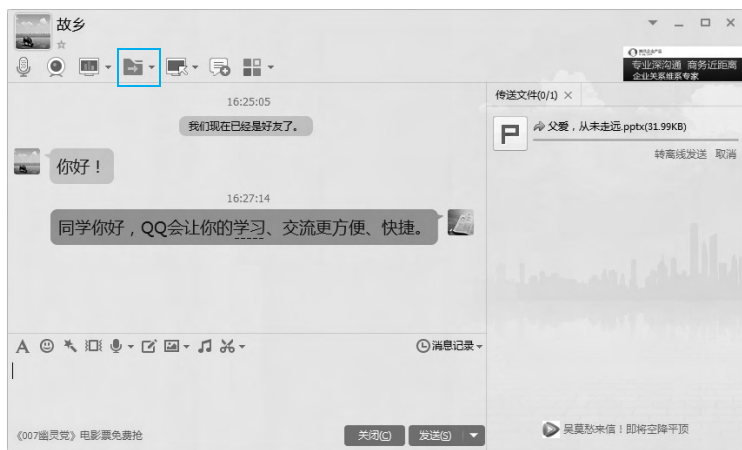 故乡
专业深沟通 商务近距离
企业关系维系专家
传送文件(0/1) ×
16:25:05
我们现在已经是好友了。
父爱，从未走远.pptx(31.99KB)
转离线发送 取消
你好！
16:27:14
同学你好，QQ会让你的学习、交流更方便、快捷。
消息记录
《007幽灵党》电影票免费抢
关闭(C) 发送(S)
吴莫愁来信！即将空降平顶